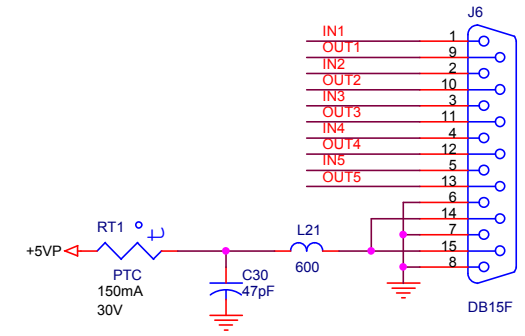 J6
IN1 1
OUT1 9
IN2 2
OUT2 10
IN3 3
OUT3 11
IN4 4
OUT4 12
IN5 5
OUT5 13
6
14
7
15
8
DB15F
+5VP
RT1
PTC
150mA
30V
C30
47pF
L21
600